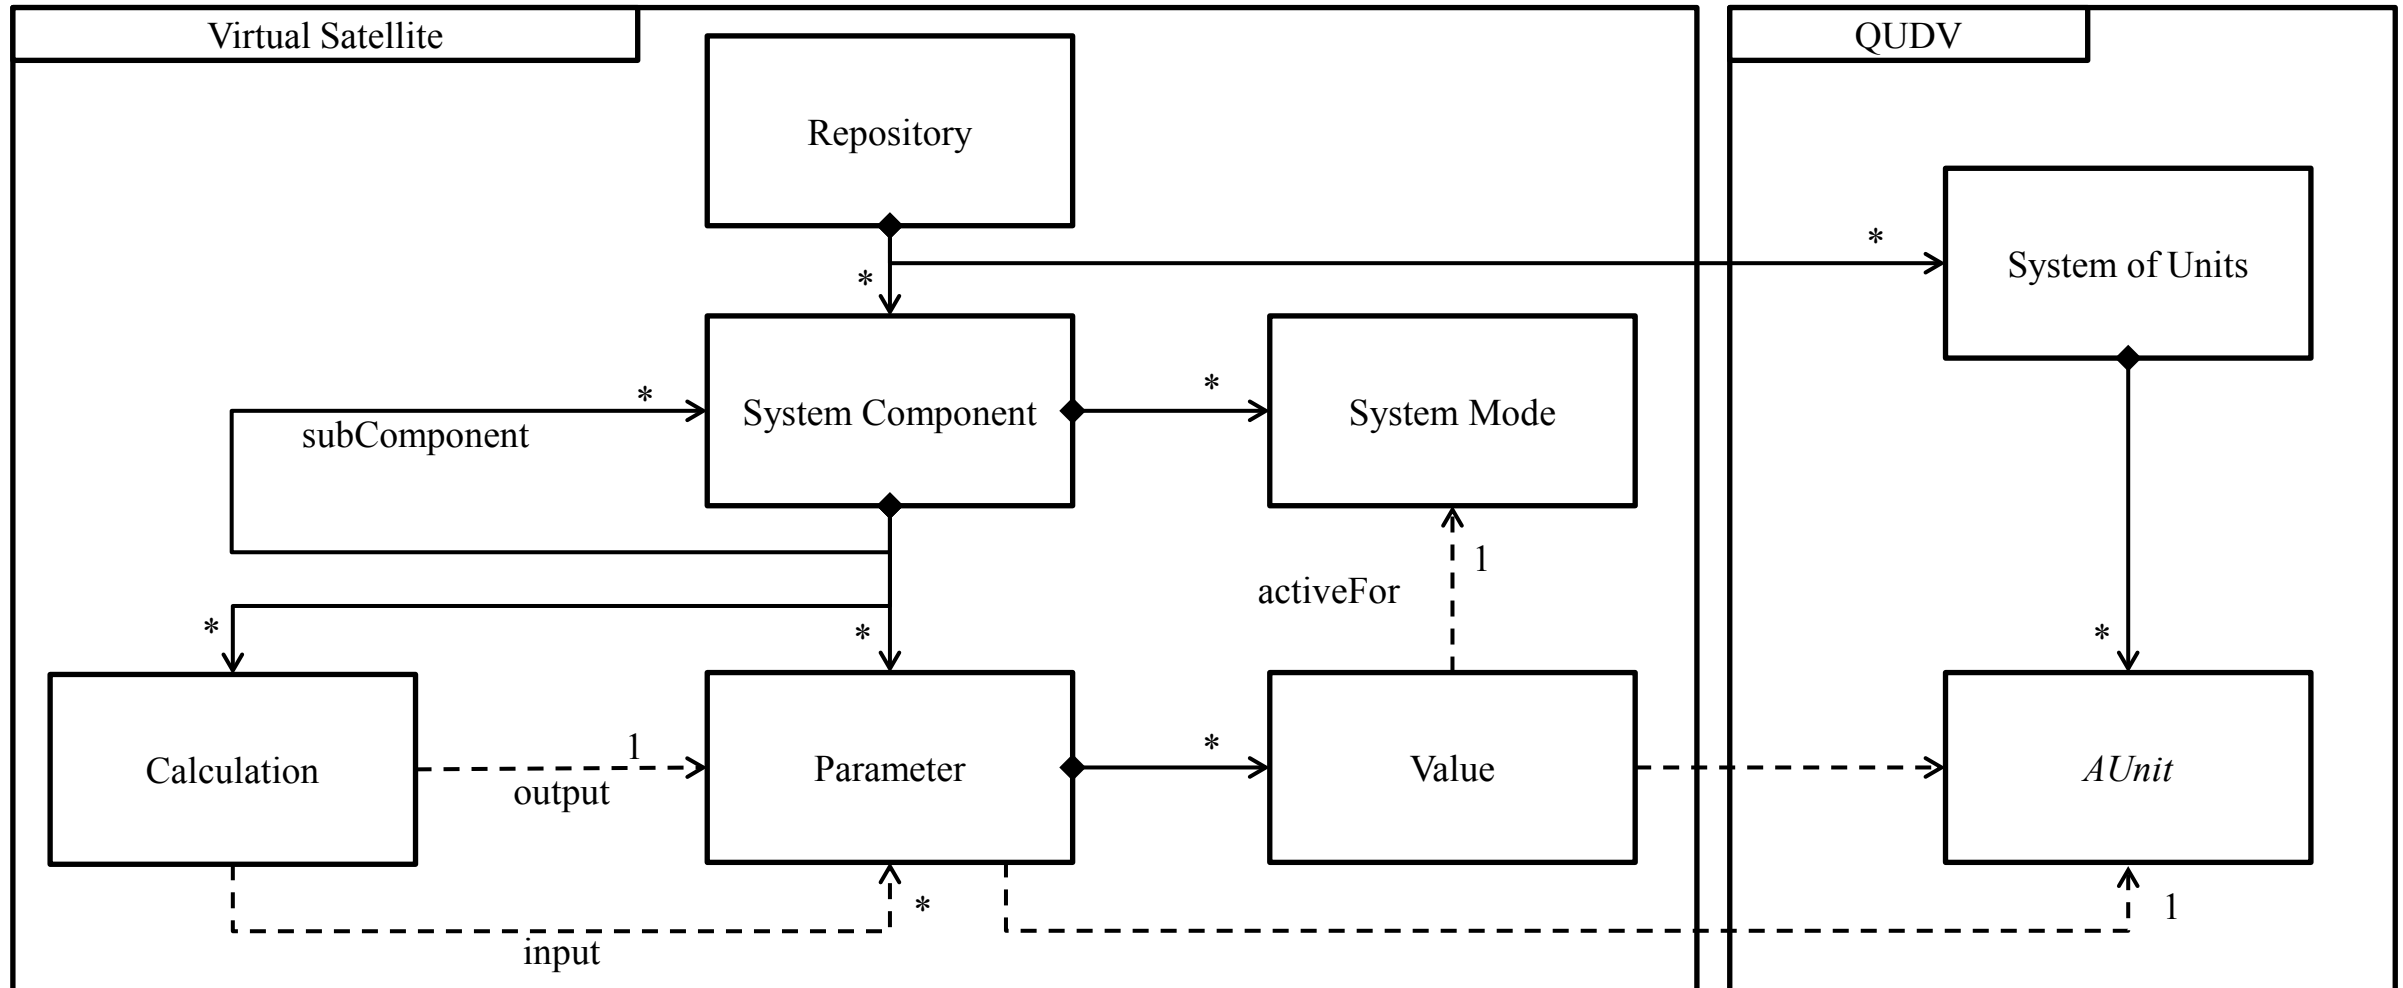 Virtual Satellite
QUDV
Repository
*
System of Units
*
*
System Component
*
System Mode
subComponent
1
activeFor
*
*
*
Calculation
1
output
Parameter
*
Value
AUnit
*
1
input